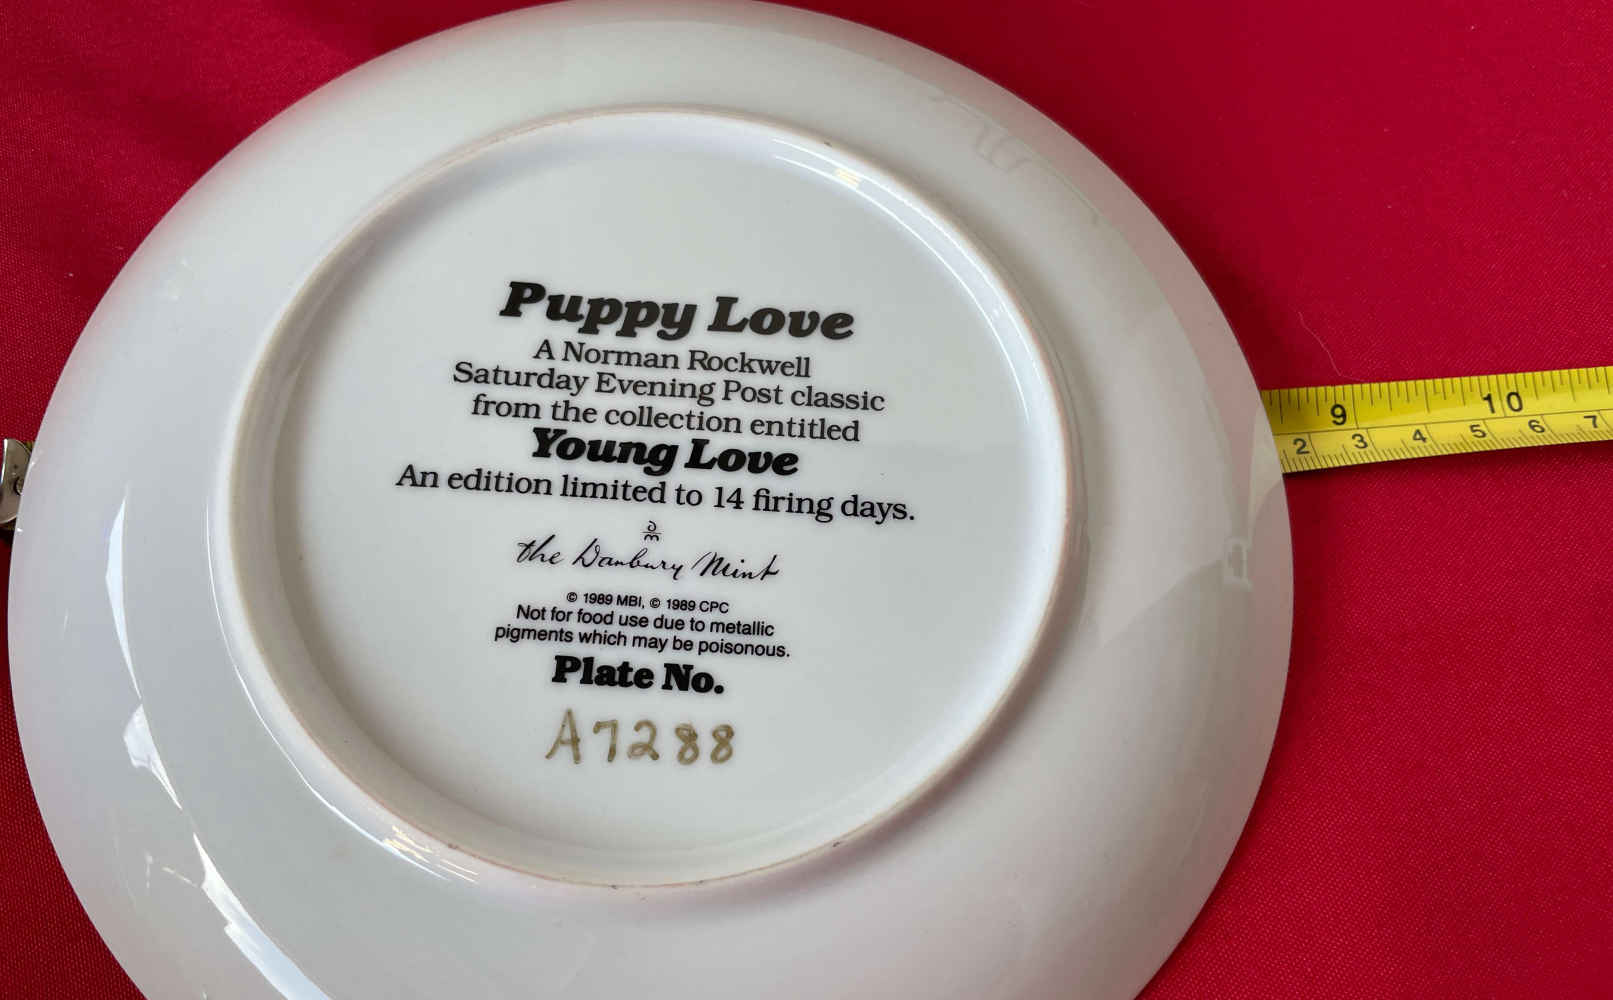 Puppy Love
A Norman Rockwell
Saturday Evening Post classic
from the collection entitled
Young Love
An edition limited to 14 firing days.
the Danbury Mint
© 1989 MBI, © 1989 CPC
Not for food use due to metallic
pigments which may be poisonous.
Plate No.
A7288
9 10
2 3 4 5 6 7